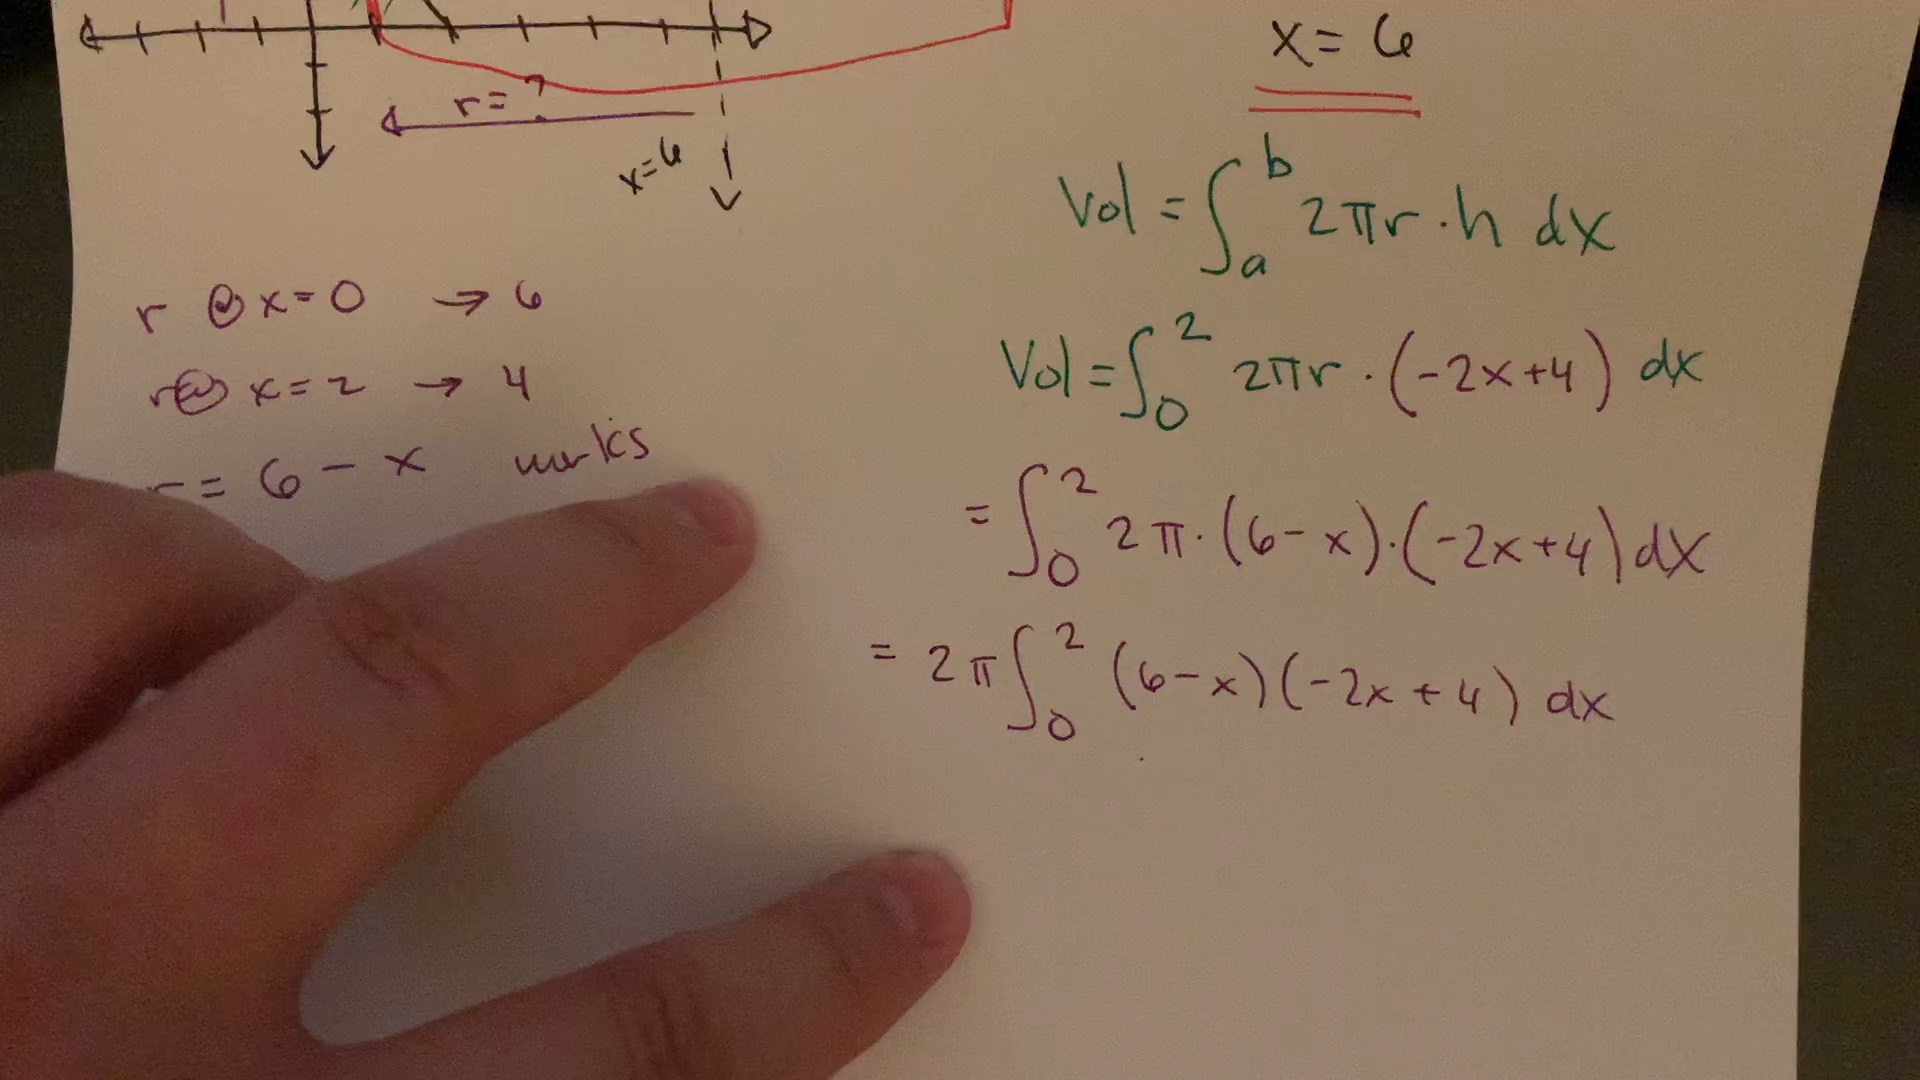 r = ?
x=6
r @ x=0 → 6
r @ x=2 → 4
r = 6 - x works
x = 6
Vol = ∫_a^b 2πr · h dx
Vol = ∫_0^2 2πr · (-2x+4) dx
= ∫_0^2 2π · (6-x) · (-2x+4) dx
= 2π ∫_0^2 (6-x)(-2x+4) dx